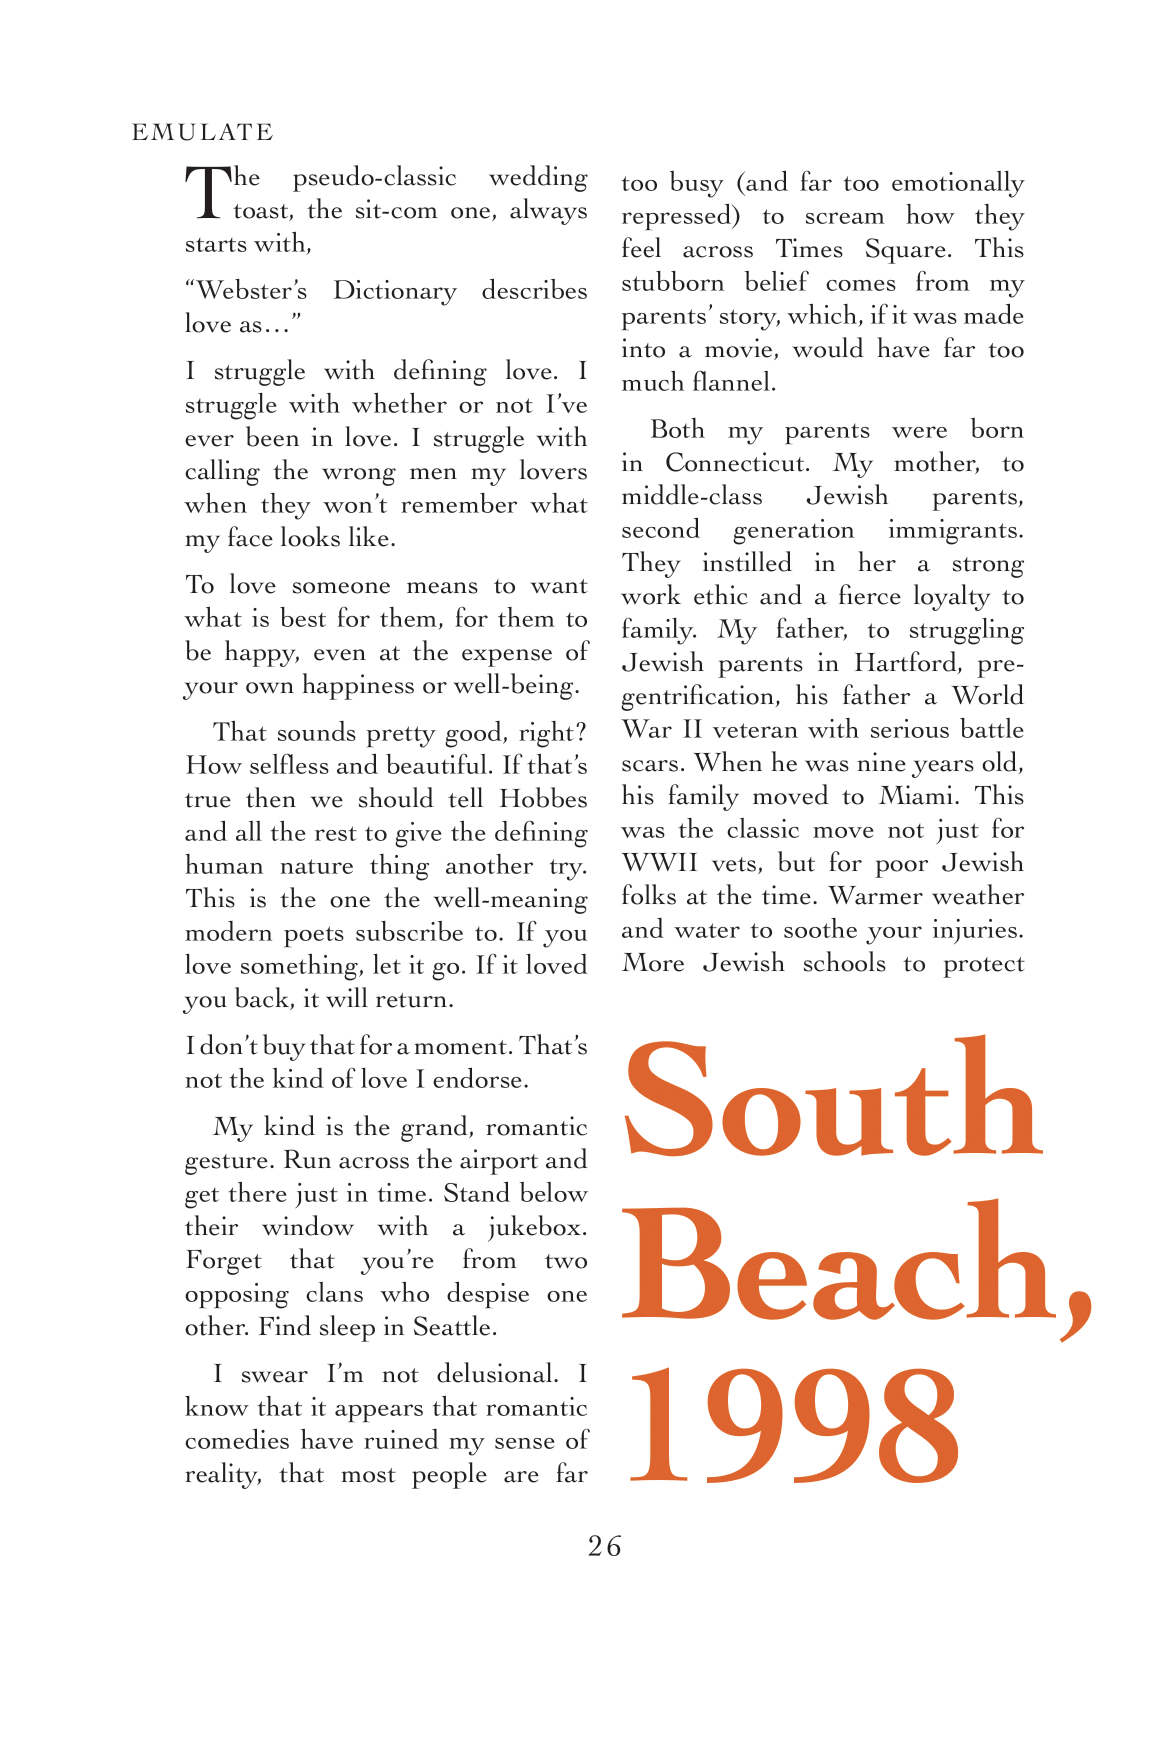 EMULATE
The pseudo-classic wedding
toast, the sit-com one, always
starts with,
“Webster’s Dictionary describes
love as…”
I struggle with defining love. I
struggle with whether or not I’ve
ever been in love. I struggle with
calling the wrong men my lovers
when they won’t remember what
my face looks like.
To love someone means to want
what is best for them, for them to
be happy, even at the expense of
your own happiness or well-being.
That sounds pretty good, right?
How selfless and beautiful. If that’s
true then we should tell Hobbes
and all the rest to give the defining
human nature thing another try.
This is the one the well-meaning
modern poets subscribe to. If you
love something, let it go. If it loved
you back, it will return.
I don’t buy that for a moment. That’s
not the kind of love I endorse.
My kind is the grand, romantic
gesture. Run across the airport and
get there just in time. Stand below
their window with a jukebox.
Forget that you’re from two
opposing clans who despise one
other. Find sleep in Seattle.
I swear I’m not delusional. I
know that it appears that romantic
comedies have ruined my sense of
reality, that most people are far
too busy (and far too emotionally
repressed) to scream how they
feel across Times Square. This
stubborn belief comes from my
parents’ story, which, if it was made
into a movie, would have far too
much flannel.
Both my parents were born
in Connecticut. My mother, to
middle-class Jewish parents,
second generation immigrants.
They instilled in her a strong
work ethic and a fierce loyalty to
family. My father, to struggling
Jewish parents in Hartford, pre-
gentrification, his father a World
War II veteran with serious battle
scars. When he was nine years old,
his family moved to Miami. This
was the classic move not just for
WWII vets, but for poor Jewish
folks at the time. Warmer weather
and water to soothe your injuries.
More Jewish schools to protect
South
Beach,
1998
26